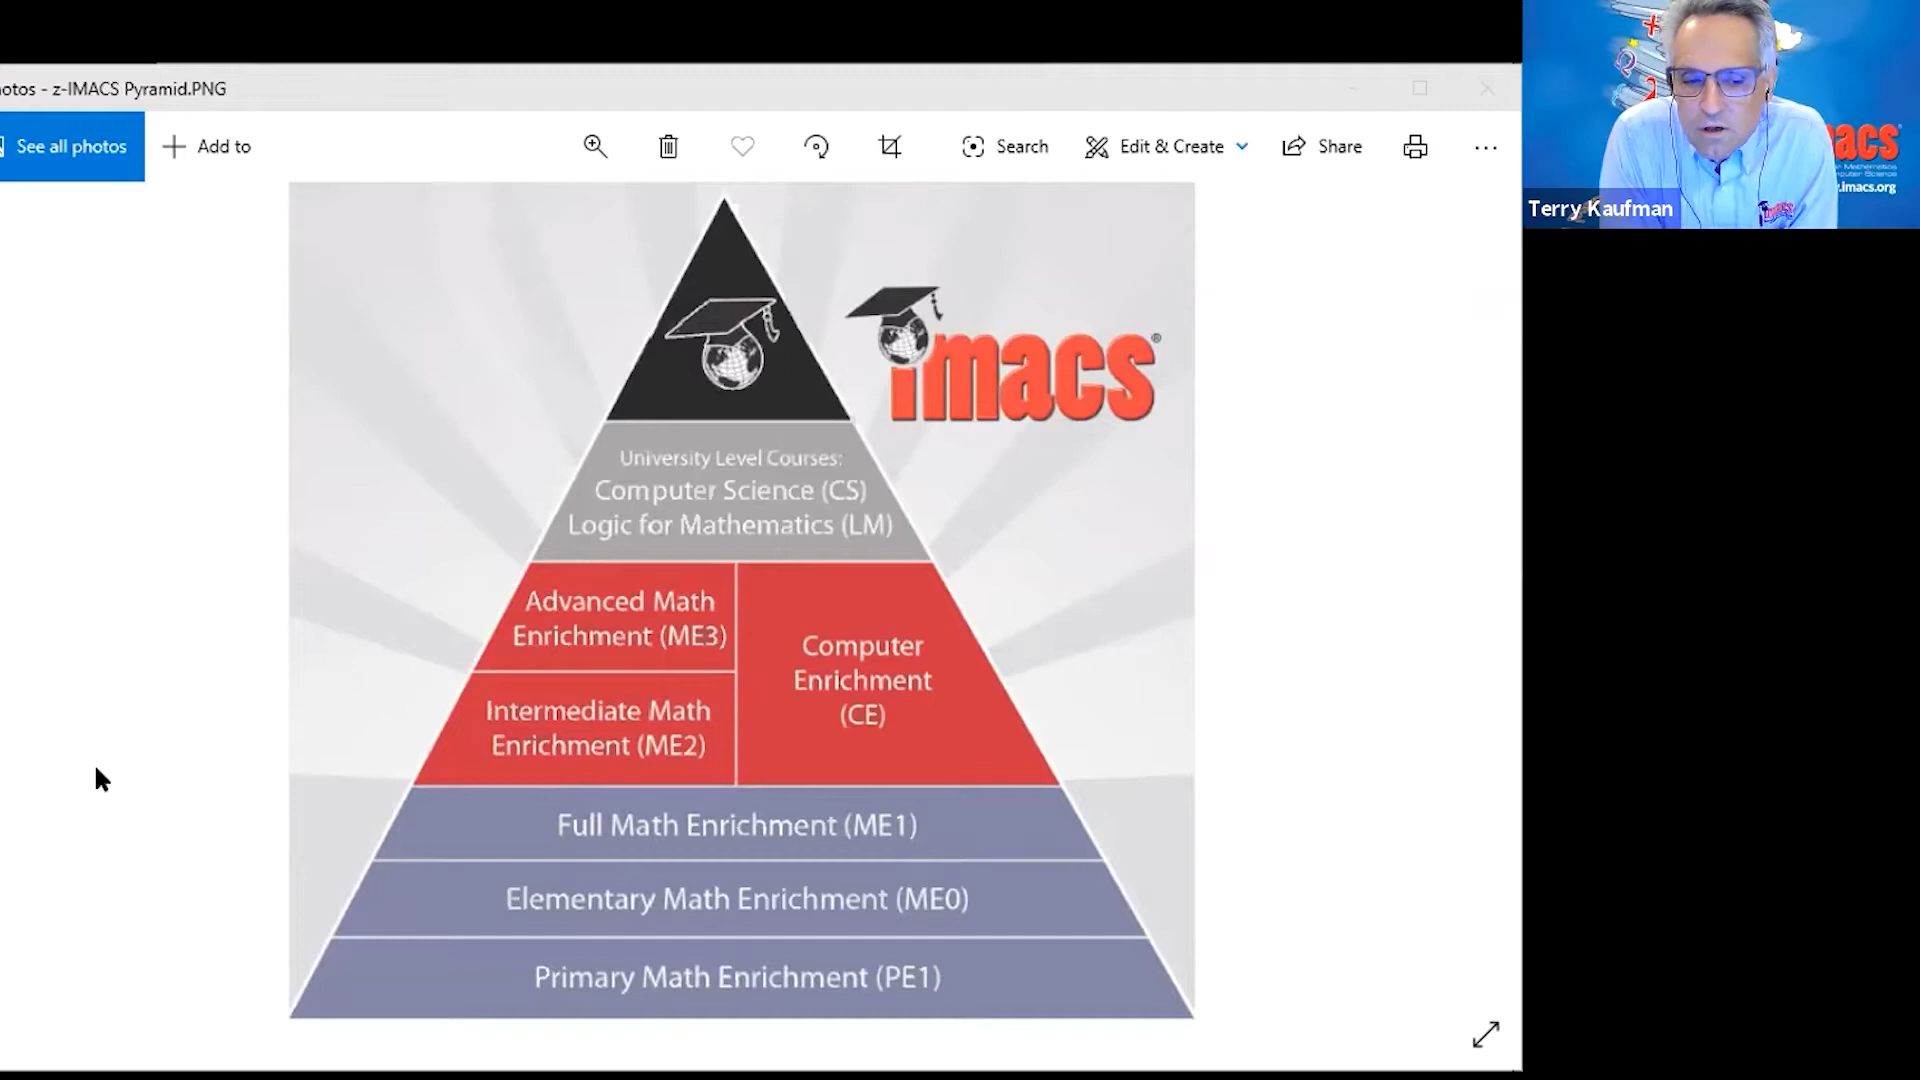 otos - z-IMACS Pyramid.PNG
See all photos
Add to
Search
Edit & Create
Share
imacs®
University Level Courses:
Computer Science (CS)
Logic for Mathematics (LM)
Advanced Math
Enrichment (ME3)
Intermediate Math
Enrichment (ME2)
Computer
Enrichment
(CE)
Full Math Enrichment (ME1)
Elementary Math Enrichment (ME0)
Primary Math Enrichment (PE1)
acs
.imacs.org
Terry Kaufman